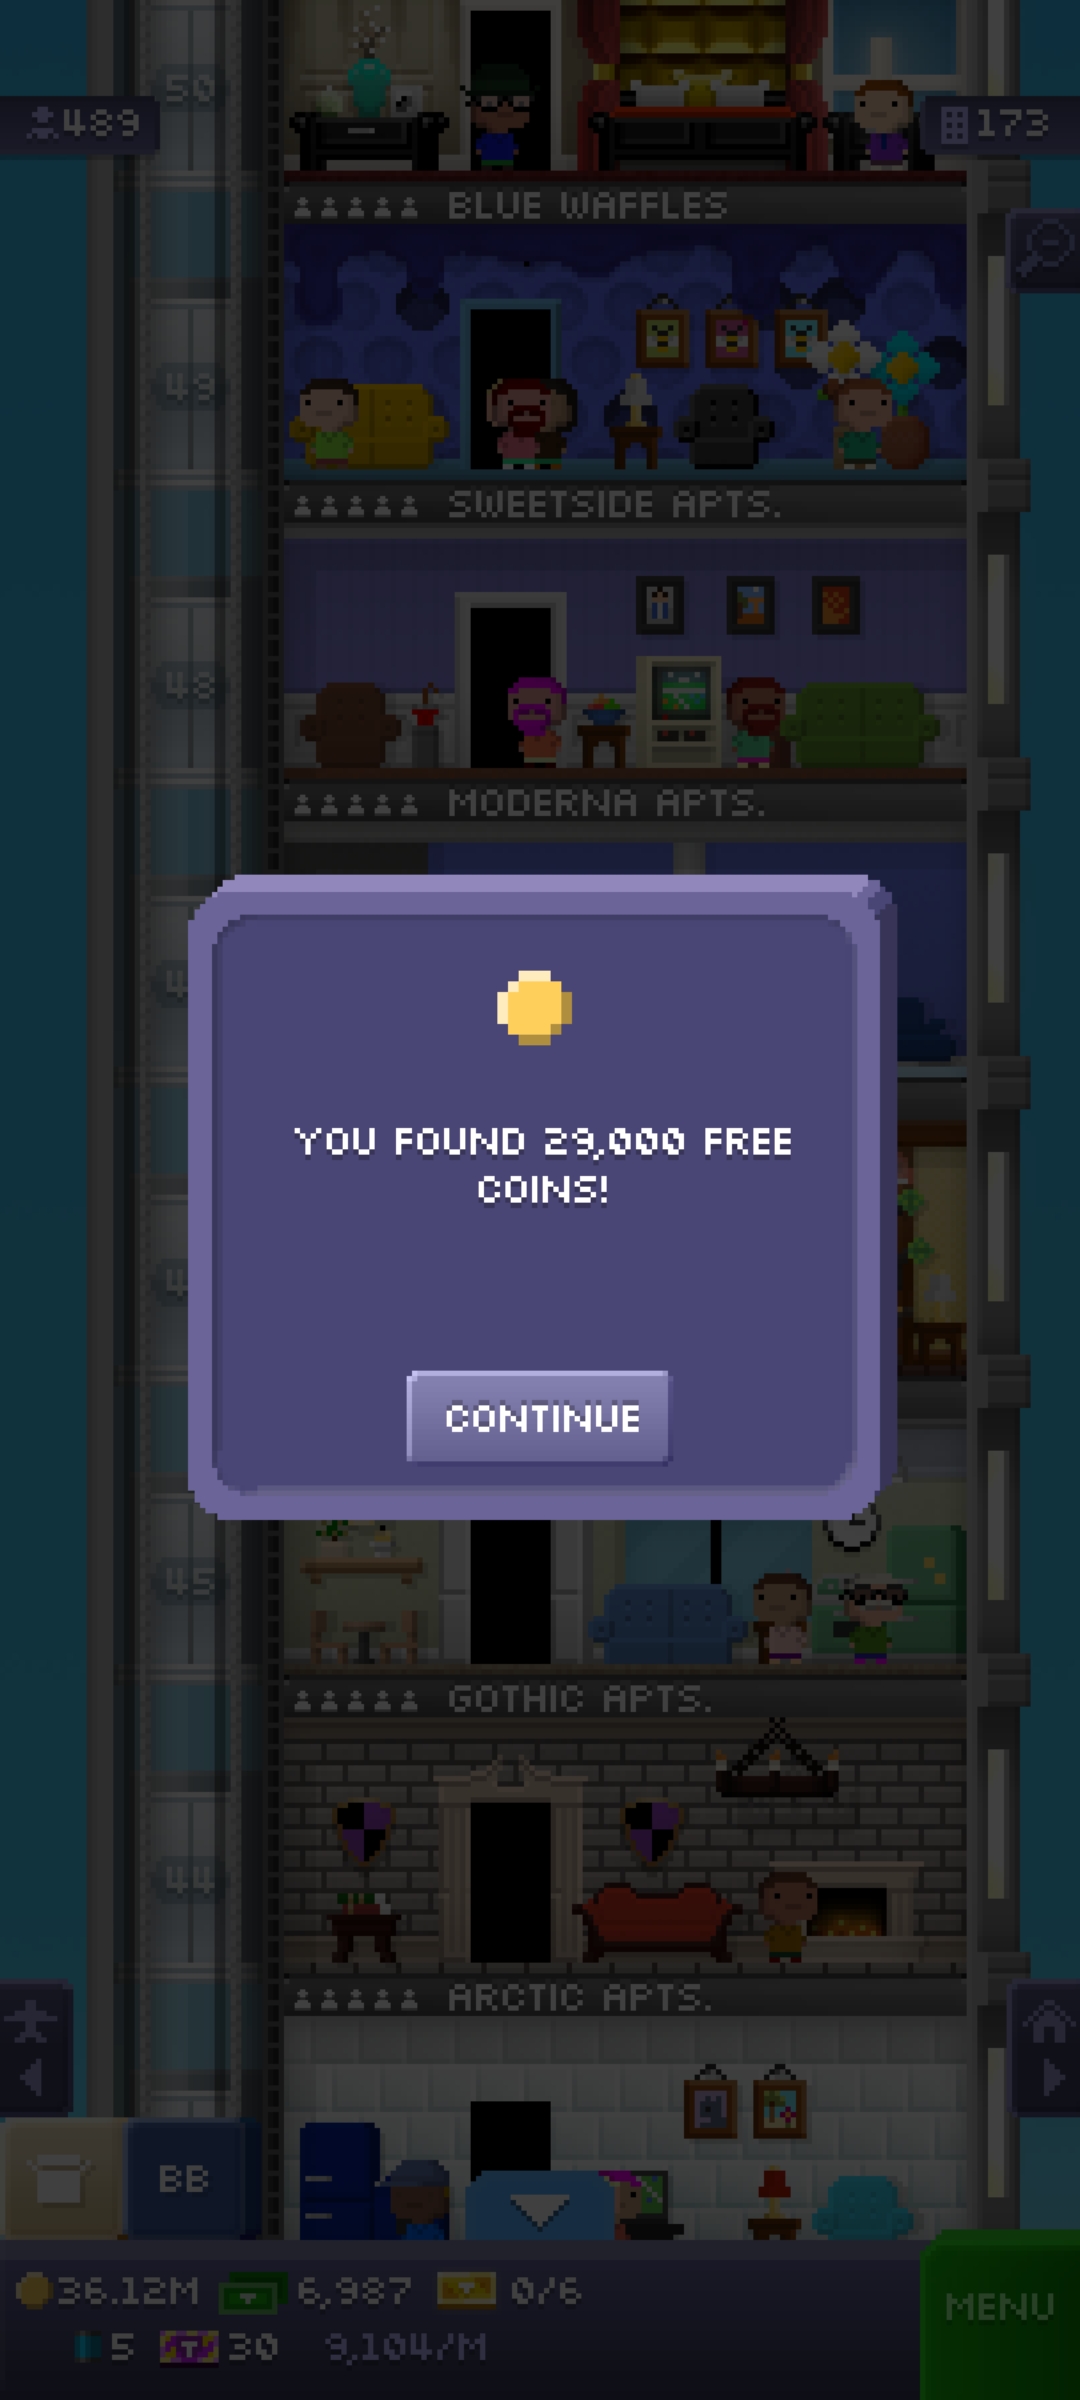 50
489
173
BLUE WAFFLES
49
SWEETSIDE APTS.
48
MODERNA APTS.
YOU FOUND 29,000 FREE
COINS!
CONTINUE
45
GOTHIC APTS.
44
ARCTIC APTS.
BB
36.12M 6,987 0/6
MENU
5 T 30 9,104/M